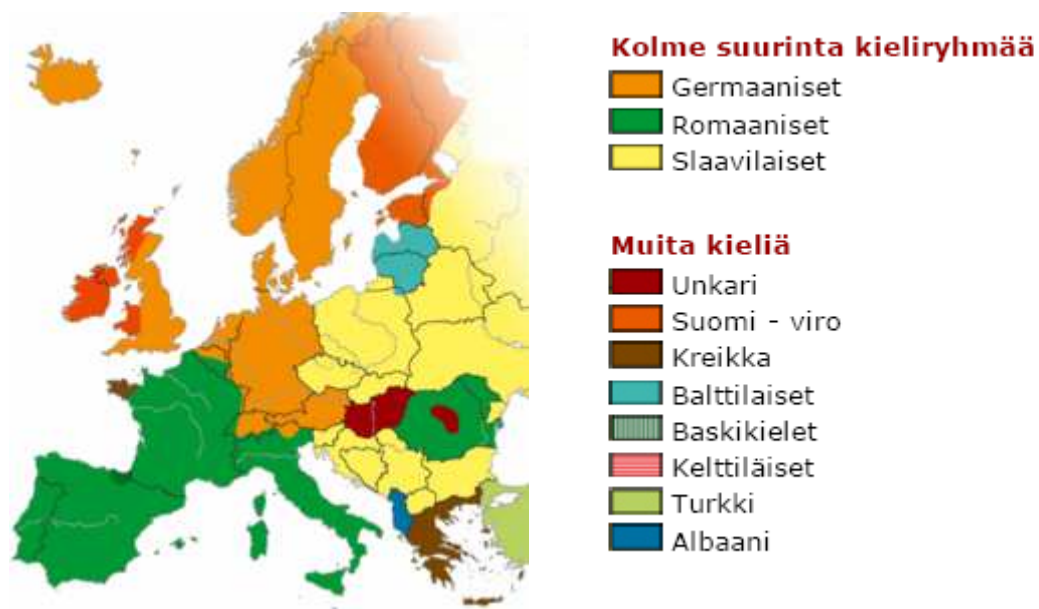 Kolme suurinta kieliryhmää
Germaaniset
Romaaniset
Slaavilaiset
Muita kieliä
Unkari
Suomi - viro
Kreikka
Balttilaiset
Baskikielet
Kelttiläiset
Turkki
Albaani